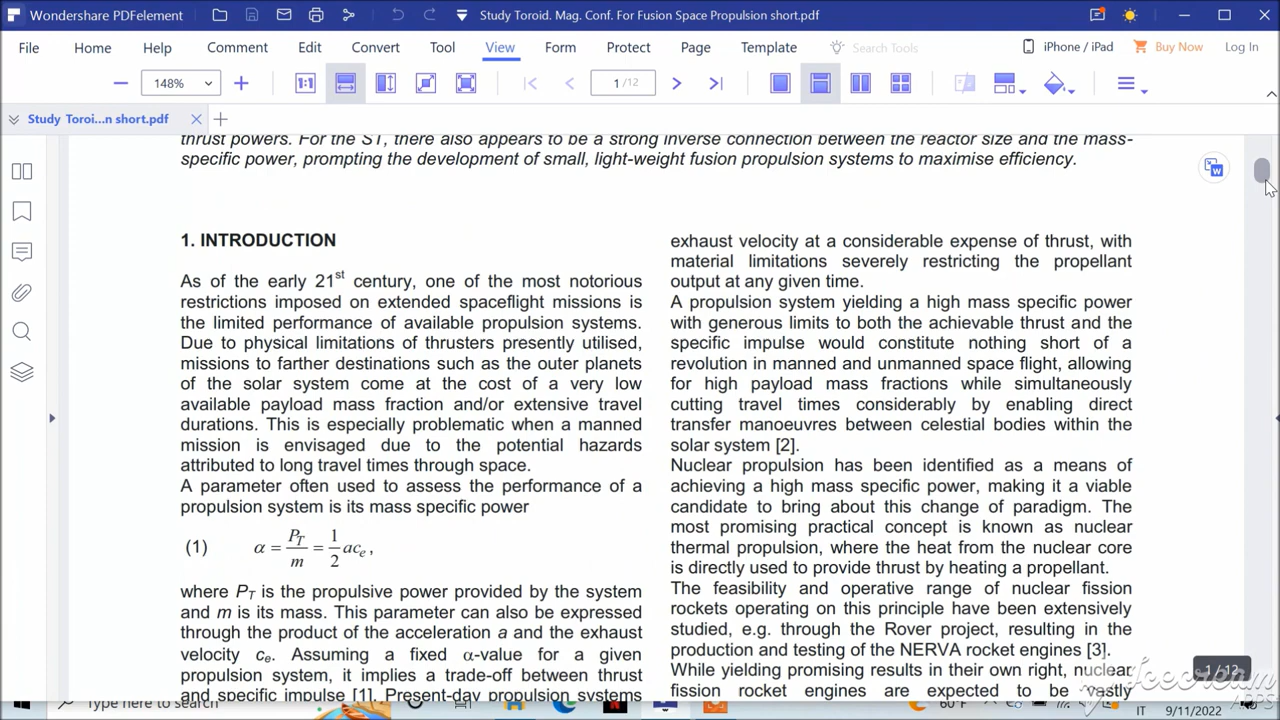 Wondershare PDFelement
Study Toroid. Mag. Conf. For Fusion Space Propulsion short.pdf
File Home Help Comment Edit Convert Tool View Form Protect Page Template Search Tools iPhone / iPad Buy Now Log In
148% 1:1 1 /12
Study Toroi...n short.pdf
thrust powers. For the ST, there also appears to be a strong inverse connection between the reactor size and the mass-
specific power, prompting the development of small, light-weight fusion propulsion systems to maximise efficiency.
1. INTRODUCTION
As of the early 21st century, one of the most notorious
restrictions imposed on extended spaceflight missions is
the limited performance of available propulsion systems.
Due to physical limitations of thrusters presently utilised,
missions to farther destinations such as the outer planets
of the solar system come at the cost of a very low
available payload mass fraction and/or extensive travel
durations. This is especially problematic when a manned
mission is envisaged due to the potential hazards
attributed to long travel times through space.
A parameter often used to assess the performance of a
propulsion system is its mass specific power
(1) α = P_T/m = 1/2 ac_e,
where PT is the propulsive power provided by the system
and m is its mass. This parameter can also be expressed
through the product of the acceleration a and the exhaust
velocity ce. Assuming a fixed α-value for a given
propulsion system, it implies a trade-off between thrust
and specific impulse [1]. Present-day propulsion systems
exhaust velocity at a considerable expense of thrust, with
material limitations severely restricting the propellant
output at any given time.
A propulsion system yielding a high mass specific power
with generous limits to both the achievable thrust and the
specific impulse would constitute nothing short of a
revolution in manned and unmanned space flight, allowing
for high payload mass fractions while simultaneously
cutting travel times considerably by enabling direct
transfer manoeuvres between celestial bodies within the
solar system [2].
Nuclear propulsion has been identified as a means of
achieving a high mass specific power, making it a viable
candidate to bring about this change of paradigm. The
most promising practical concept is known as nuclear
thermal propulsion, where the heat from the nuclear core
is directly used to provide thrust by heating a propellant.
The feasibility and operative range of nuclear fission
rockets operating on this principle have been extensively
studied, e.g. through the Rover project, resulting in the
production and testing of the NERVA rocket engines [3].
While yielding promising results in their own right, nuclear
fission rocket engines are expected to be vastly
1 / 12
Icecream
APPS
Type here to search
60°F
IT
9/11/2022